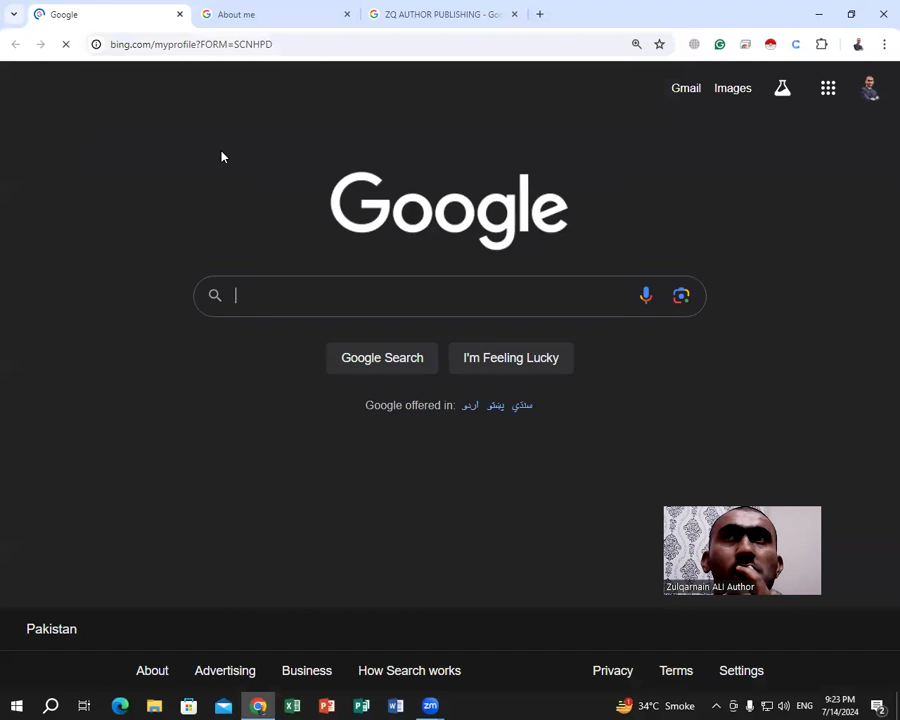 Google
About me
ZQ AUTHOR PUBLISHING - Goo
bing.com/myprofile?FORM=SCNHPD
Gmail Images
Google
Google Search I'm Feeling Lucky
Google offered in: اردو پښتو سنڌي
Zulqarnain ALI Author
Pakistan
About Advertising Business How Search works Privacy Terms Settings
34°C Smoke ENG 9:23 PM
7/14/2024 2